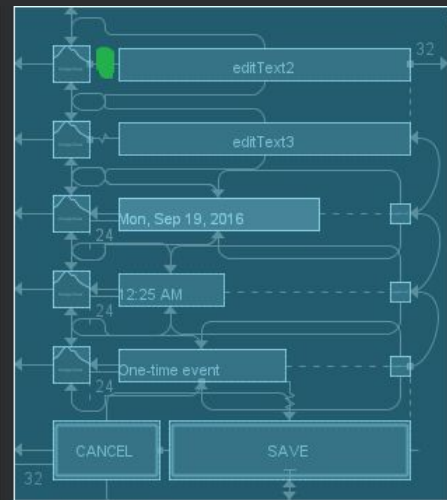 32
editText2
editText3
Mon, Sep 19, 2016
24
12:25 AM
24
One-time event
24
CANCEL
SAVE
32